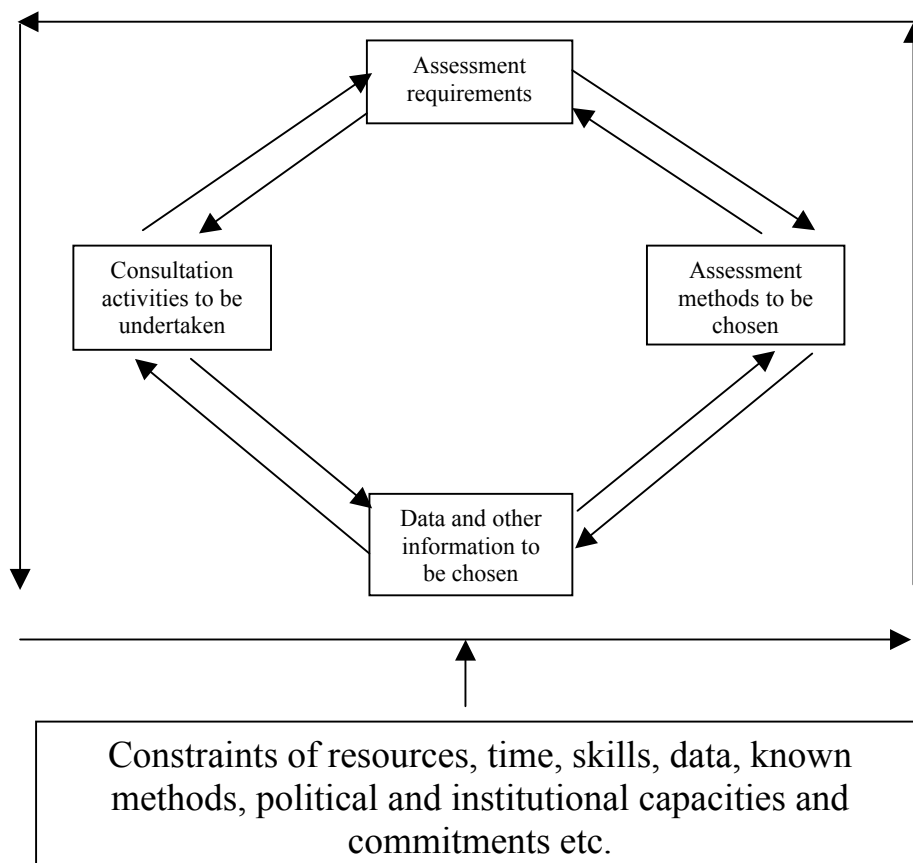 Assessment
requirements
Consultation
activities to be
undertaken
Assessment
methods to be
chosen
Data and other
information to
be chosen
Constraints of resources, time, skills, data, known
methods, political and institutional capacities and
commitments etc.